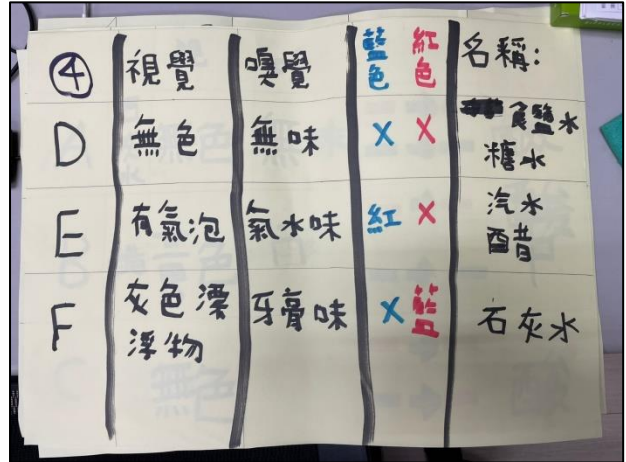 ④ 視覺 嗅覺 藍色 紅色 名稱:
D 無色 無味 X X 食鹽水
糖水
E 有氣泡 氣水味 紅 X 汽水
醋
F 灰色漂 牙膏味 X 藍 石灰水
浮物